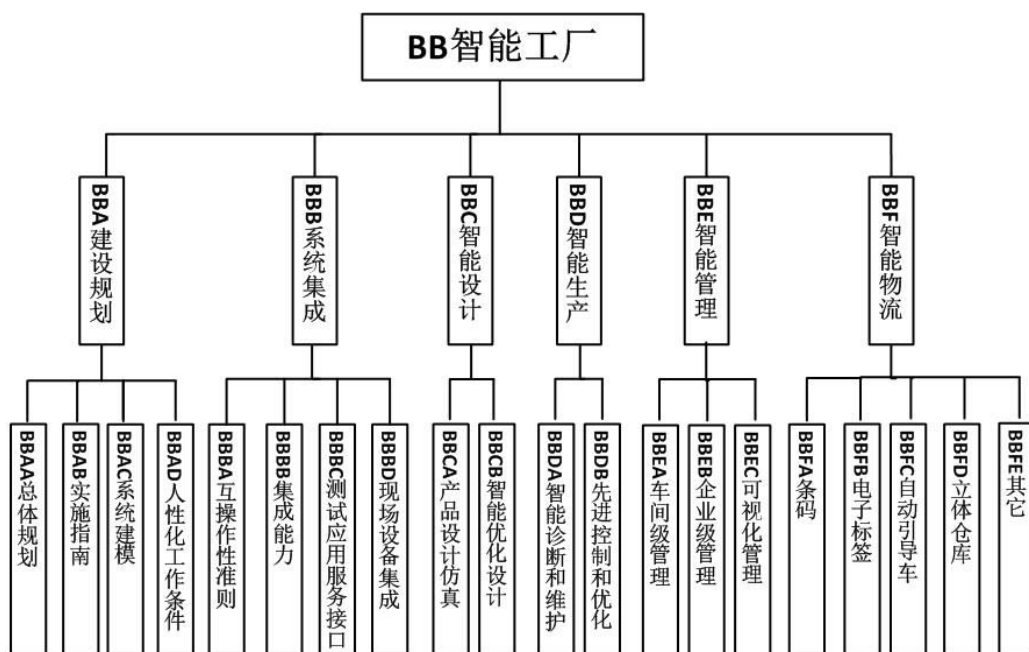 BB智能工厂
BBA建设规划
BBB系统集成
BBC智能设计
BBD智能生产
BBE智能管理
BBF智能物流
BBAA总体规划
BBAB实施指南
BBAC系统建模
BBAD人性化工作条件
BBBA互操作性准则
BBBB集成能力
BBBC测试应用服务接口
BBBD现场设备集成
BBCA产品设计仿真
BBCB智能优化设计
BBDA智能诊断和维护
BBDB先进控制和优化
BBEA车间级管理
BBEB企业级管理
BBEC可视化管理
BBFA条码
BBFB电子标签
BBFC自动引导车
BBFD立体仓库
BBFE其它